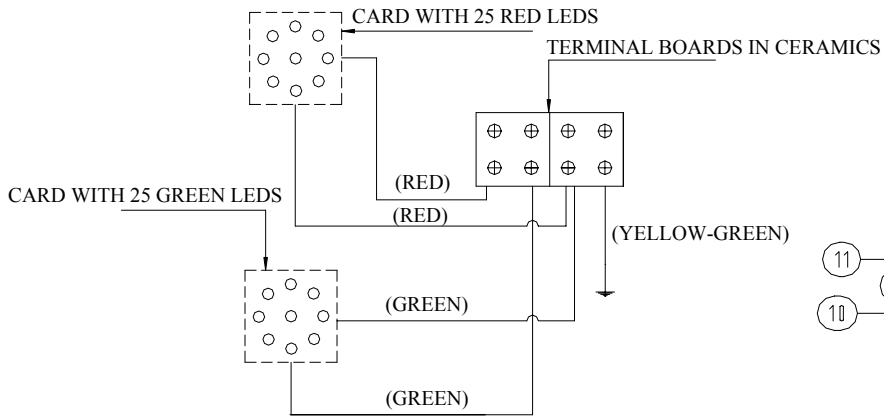 CARD WITH 25 RED LEDS
TERMINAL BOARDS IN CERAMICS
(RED)
CARD WITH 25 GREEN LEDS
(RED)
(YELLOW-GREEN)
11
(GREEN)
10
(GREEN)